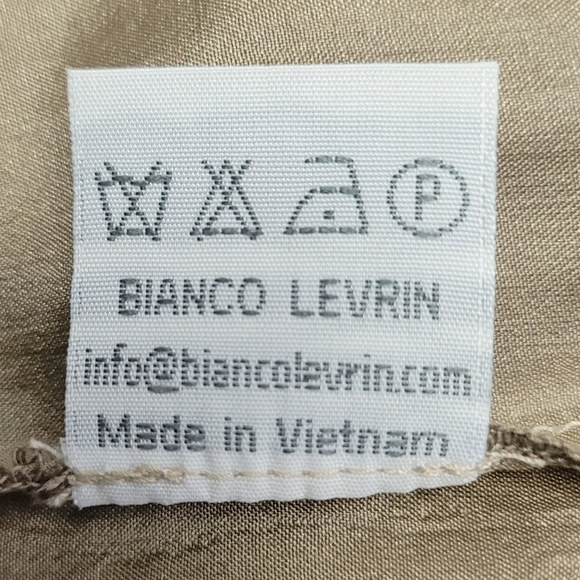 P
BIANCO LEVRIN
info@biancolevrin.com
Made in Vietnam